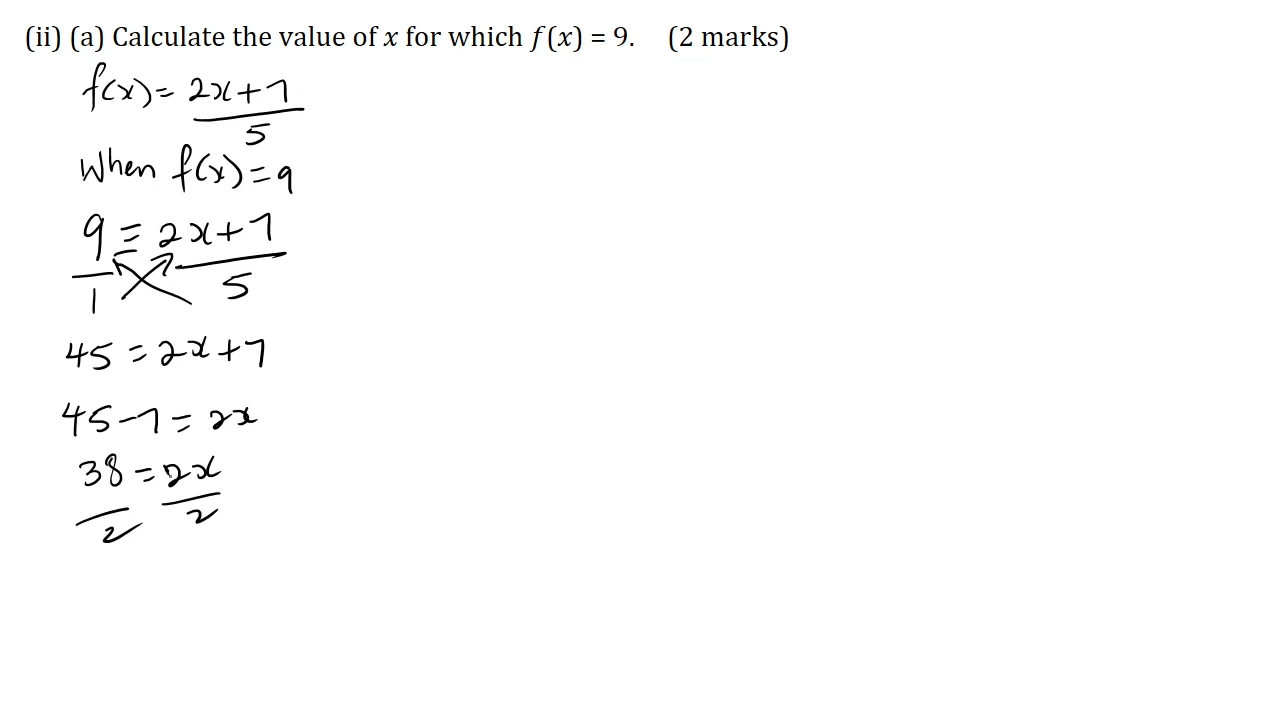 (ii) (a) Calculate the value of x for which f(x) = 9. (2 marks)
f(x) = 2x+7
5
When f(x) = 9
9 = 2x+7
1 5
45 = 2x+7
45-7 = 2x
38 = 2x
2 2